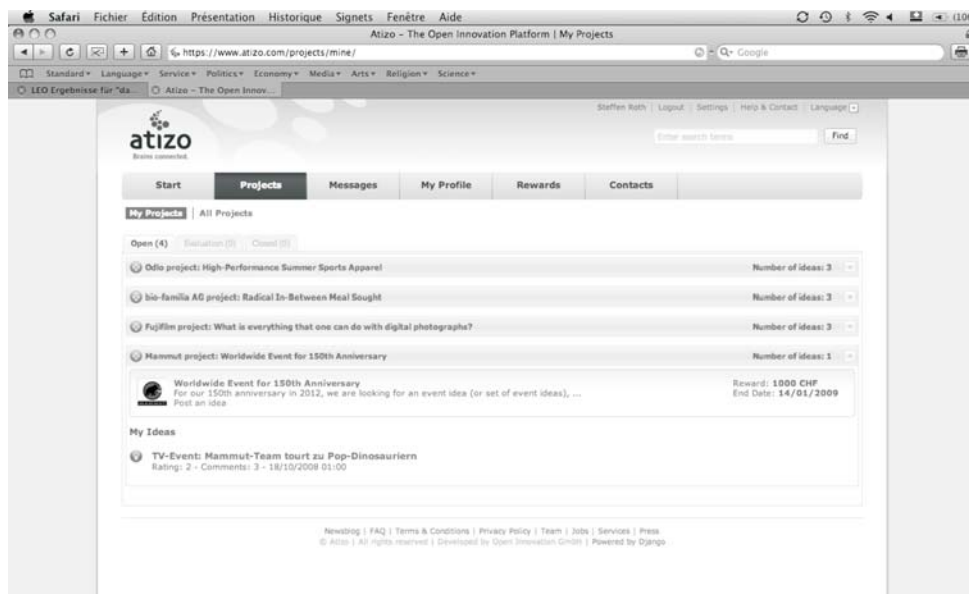 Safari Fichier Édition Présentation Historique Signets Fenêtre Aide
Atizo – The Open Innovation Platform | My Projects
https://www.atizo.com/projects/mine/ Google
Standard Language Service Politics Economy Media Arts Religion Science
LEO Ergebnisse für "da... Atizo – The Open Innov...
Steffen Roth | Logout | Settings | Help & Contact | Language
atizo
Brains connected.
Enter search terms Find
Start Projects Messages My Profile Rewards Contacts
My Projects | All Projects
Open (4) Evaluation (0) Closed (0)
Odlo project: High-Performance Summer Sports Apparel Number of ideas: 3
bio-familia AG project: Radical In-Between Meal Sought Number of ideas: 3
Fujifilm project: What is everything that one can do with digital photographs? Number of ideas: 3
Mammut project: Worldwide Event for 150th Anniversary Number of ideas: 1
Worldwide Event for 150th Anniversary Reward: 1000 CHF
For our 150th anniversary in 2012, we are looking for an event idea (or set of event ideas), ... End Date: 14/01/2009
Post an idea
My Ideas
TV-Event: Mammut-Team tourt zu Pop-Dinosauriern
Rating: 2 - Comments: 3 - 18/10/2008 01:00
Newsblog | FAQ | Terms & Conditions | Privacy Policy | Team | Jobs | Services | Press
© Atizo | All rights reserved | Developed by Open Innovation GmbH | Powered by Django